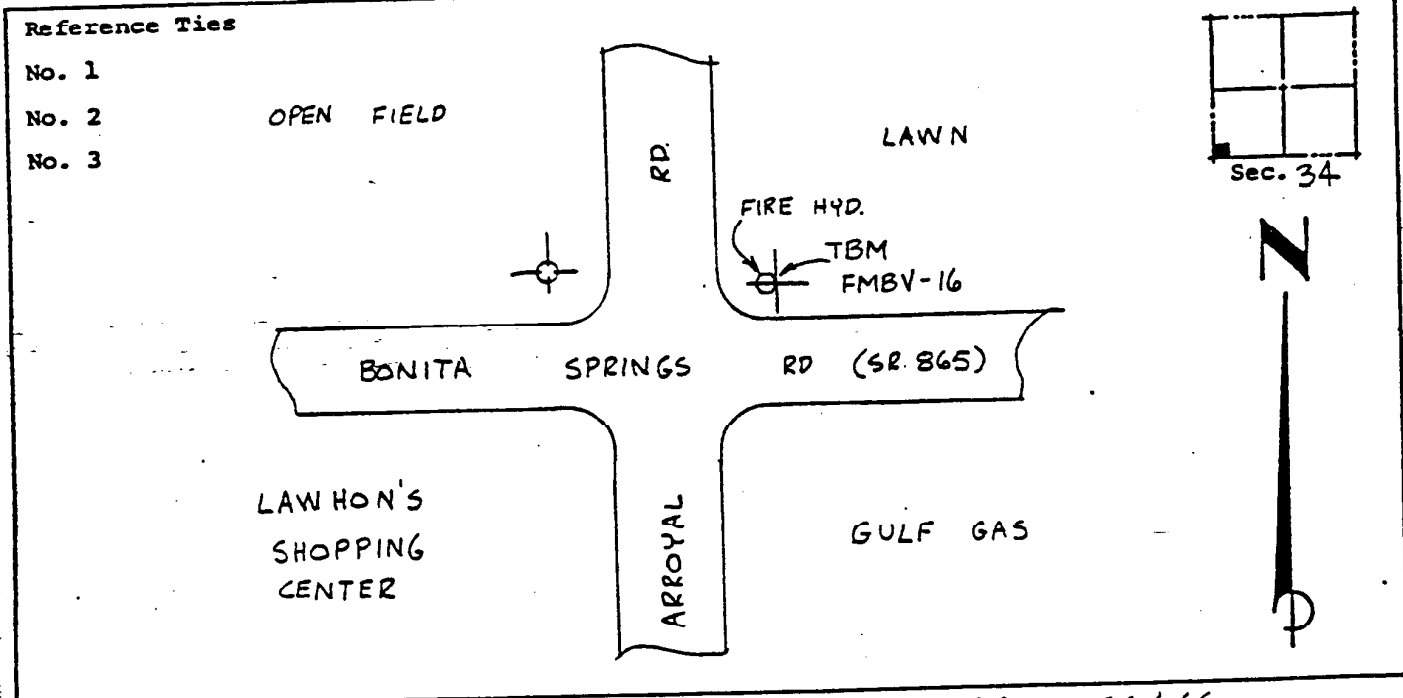 Reference Ties
No. 1
No. 2
No. 3
OPEN FIELD
RD.
LAWN
Sec. 34
FIRE HYD.
TBM
FMBV-16
N
BONITA SPRINGS RD (SR. 865)
LAWHON'S
SHOPPING
CENTER
ARROYAL
GULF GAS